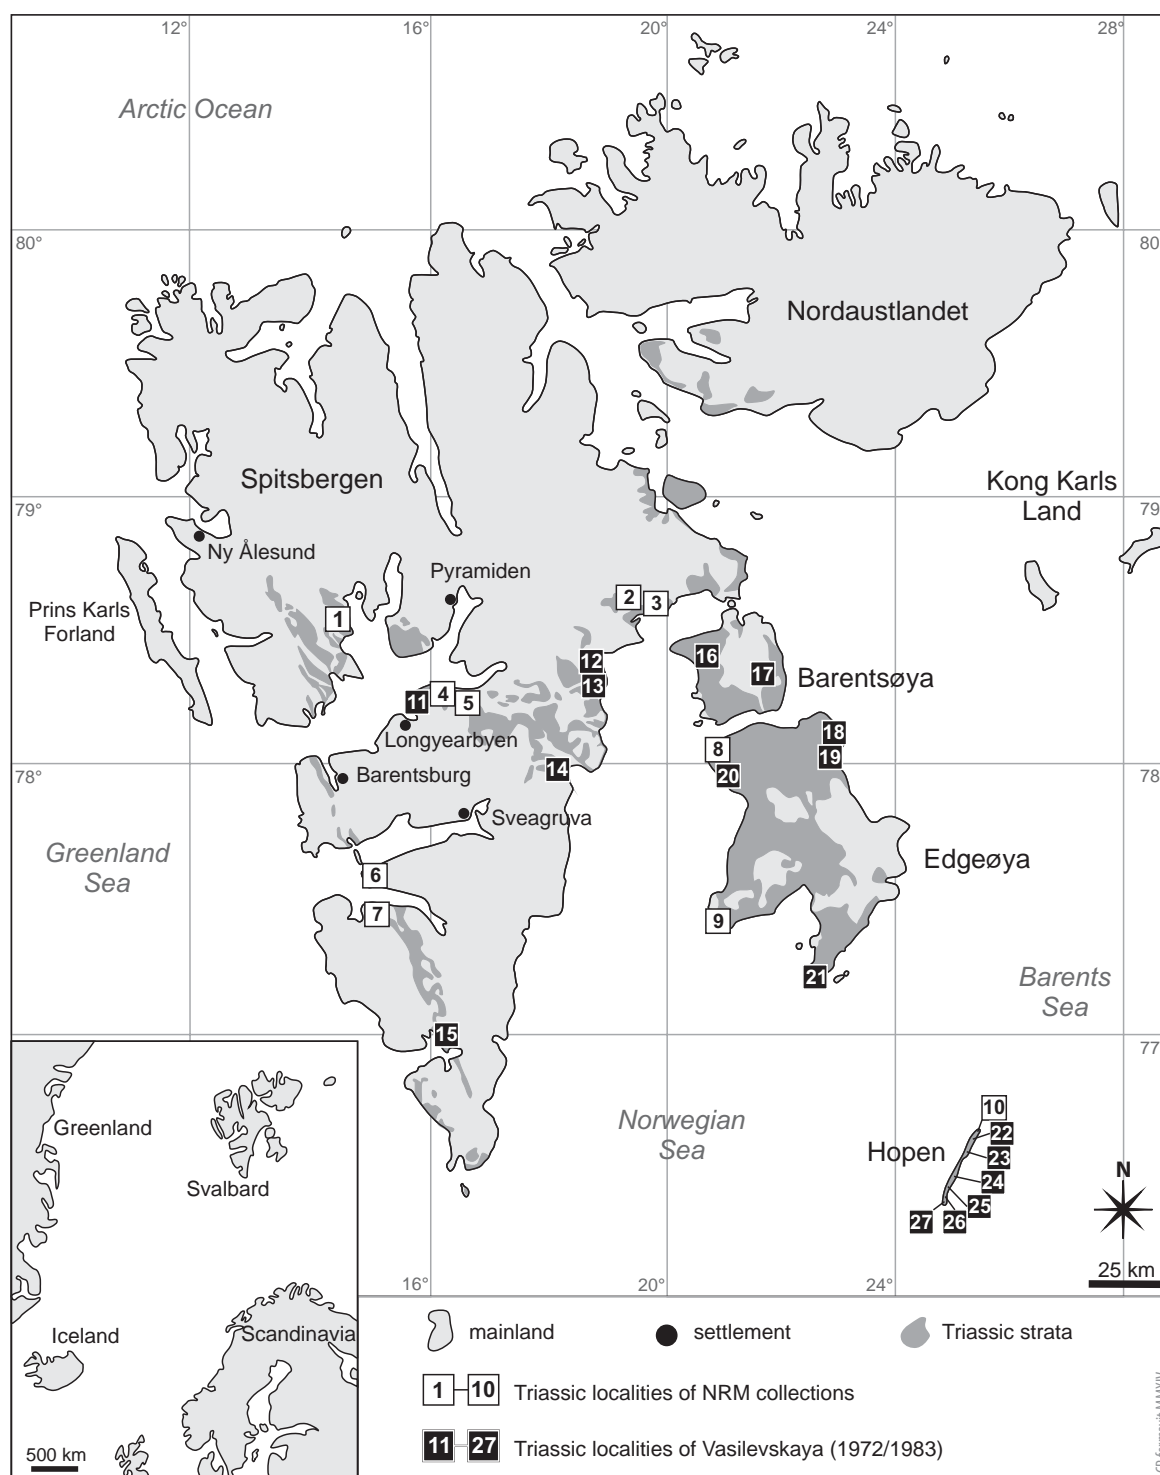 12°
16°
20°
24°
28°
Arctic Ocean
80°
80
Nordaustlandet
Spitsbergen
Kong Karls
Land
79°
79
Ny Ålesund
Pyramiden
Prins Karls
Forland
1
2
3
12
16
13
17
Barentsøya
11
4
5
Longyearbyen
18
8
19
14
20
78°
78
Barentsburg
Sveagruva
Greenland
Sea
Edgeøya
6
7
9
21
Barents
Sea
15
77
Norwegian
Sea
10
Hopen
22
23
24
25
27
26
N
25 km
16°
20°
24°
Greenland
Svalbard
Iceland
Scandinavia
500 km
mainland
settlement
Triassic strata
1 10 Triassic localities of NRM collections
11 27 Triassic localities of Vasilevskaya (1972/1983)